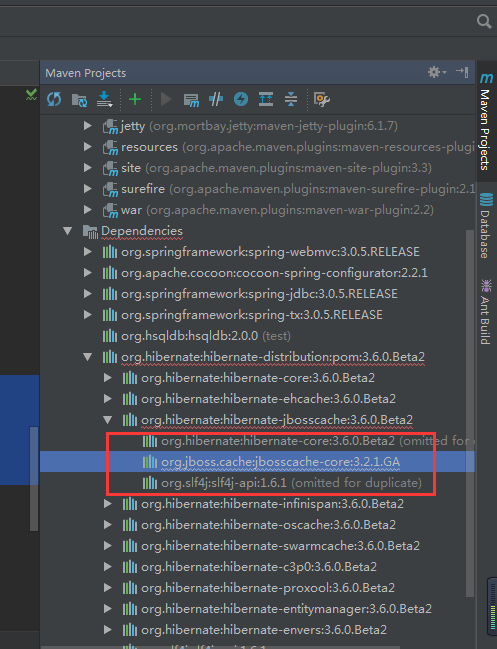 Maven Projects
jetty (org.mortbay.jetty:maven-jetty-plugin:6.1.7)
resources (org.apache.maven.plugins:maven-resources-plugin
site (org.apache.maven.plugins:maven-site-plugin:3.3)
surefire (org.apache.maven.plugins:maven-surefire-plugin:2.1
war (org.apache.maven.plugins:maven-war-plugin:2.2)
Dependencies
org.springframework:spring-webmvc:3.0.5.RELEASE
org.apache.cocoon:cocoon-spring-configurator:2.2.1
org.springframework:spring-jdbc:3.0.5.RELEASE
org.springframework:spring-tx:3.0.5.RELEASE
org.hsqldb:hsqldb:2.0.0 (test)
org.hibernate:hibernate-distribution:pom:3.6.0.Beta2
org.hibernate:hibernate-core:3.6.0.Beta2
org.hibernate:hibernate-ehcache:3.6.0.Beta2
org.hibernate:hibernate-jbosscache:3.6.0.Beta2
org.hibernate:hibernate-core:3.6.0.Beta2 (omitted for
org.jboss.cache:jbosscache-core:3.2.1.GA
org.slf4j:slf4j-api:1.6.1 (omitted for duplicate)
org.hibernate:hibernate-infinispan:3.6.0.Beta2
org.hibernate:hibernate-oscache:3.6.0.Beta2
org.hibernate:hibernate-swarmcache:3.6.0.Beta2
org.hibernate:hibernate-c3p0:3.6.0.Beta2
org.hibernate:hibernate-proxool:3.6.0.Beta2
org.hibernate:hibernate-entitymanager:3.6.0.Beta2
org.hibernate:hibernate-envers:3.6.0.Beta2
Maven Projects
Database
Ant Build